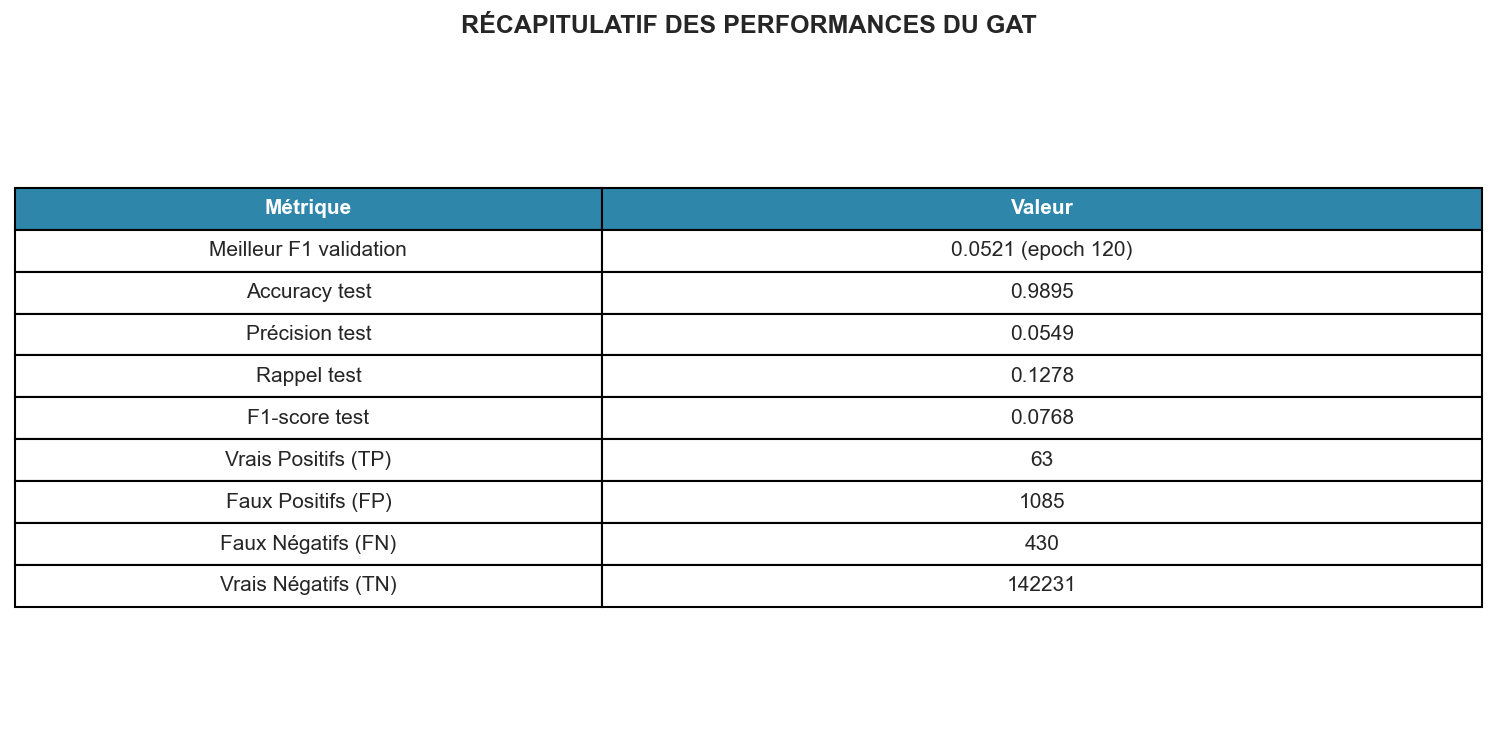 RÉCAPITULATIF DES PERFORMANCES DU GAT
Métrique Valeur
Meilleur F1 validation 0.0521 (epoch 120)
Accuracy test 0.9895
Précision test 0.0549
Rappel test 0.1278
F1-score test 0.0768
Vrais Positifs (TP) 63
Faux Positifs (FP) 1085
Faux Négatifs (FN) 430
Vrais Négatifs (TN) 142231